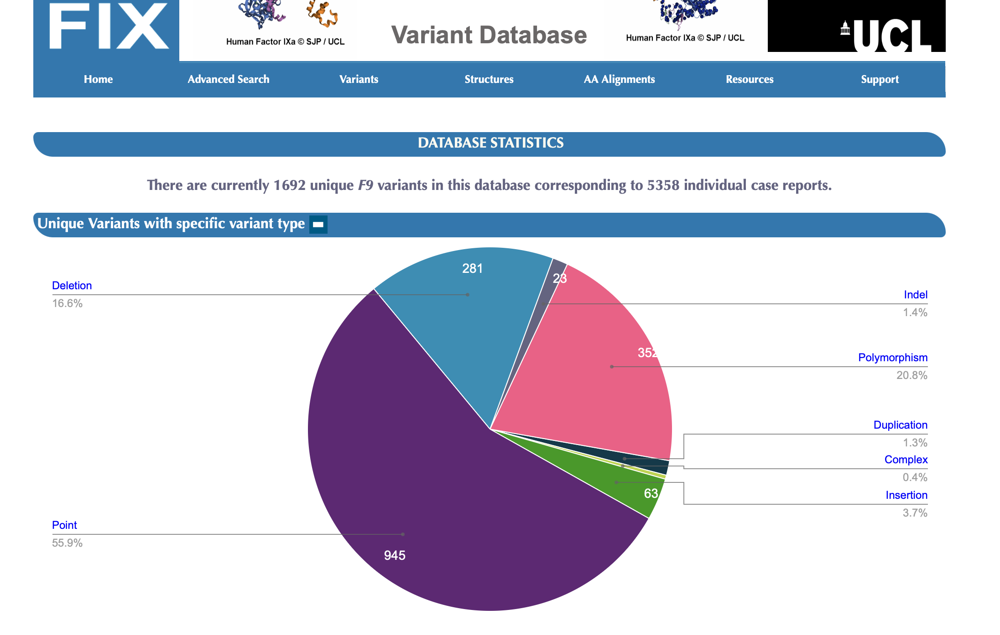 FIX
Human Factor IXa © SJP / UCL
Variant Database
Human Factor IXa © SJP / UCL
UCL
Home
Advanced Search
Variants
Structures
AA Alignments
Resources
Support
DATABASE STATISTICS
There are currently 1692 unique F9 variants in this database corresponding to 5358 individual case reports.
Unique Variants with specific variant type
281
23
Deletion
16.6%
Indel
1.4%
352
Polymorphism
20.8%
Duplication
1.3%
Complex
0.4%
63
Insertion
3.7%
Point
55.9%
945